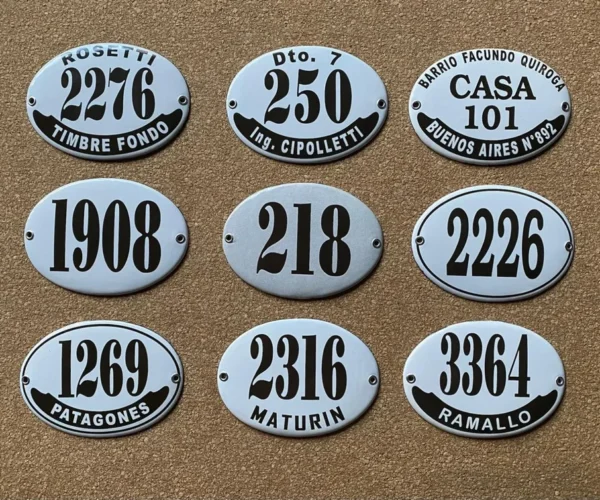 ROSETTI
2276
TIMBRE FONDO
Dto. 7
250
Ing. CIPOLLETTI
BARRIO FACUNDO QUIROGA
CASA
101
BUENOS AIRES N°892
1908
218
2226
1269
PATAGONES
2316
MATURIN
3364
RAMALLO